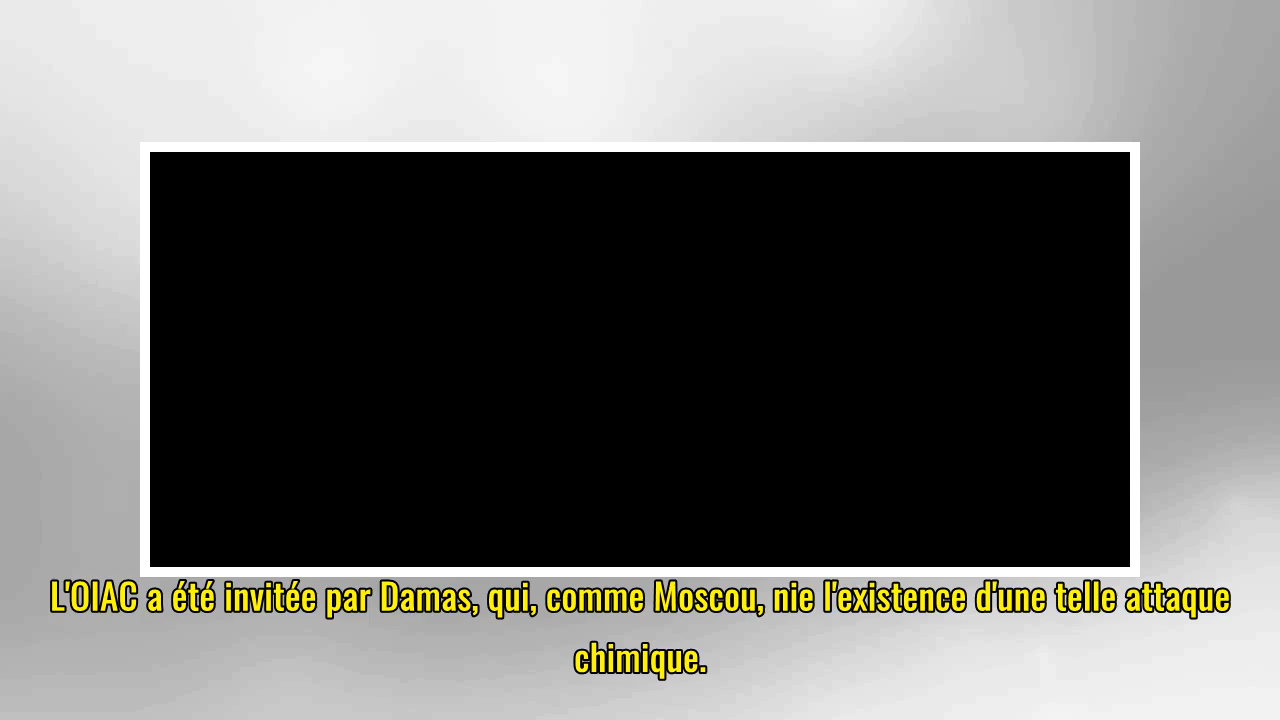 L'OIAC a été invitée par Damas, qui, comme Moscou, nie l'existence d'une telle attaque
chimique.